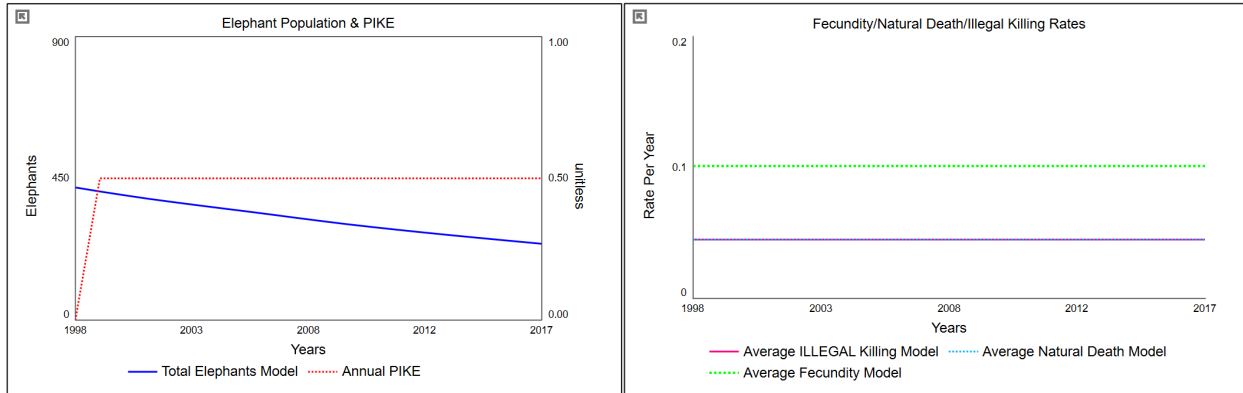 Elephant Population & PIKE
900
1.00
450
0.50
Elephants
unitless
0
0.00
1998
2003
2008
2012
2017
Years
Total Elephants Model
Annual PIKE
Fecundity/Natural Death/Illegal Killing Rates
0.2
0.1
Rate Per Year
0
1998
2003
2008
2012
2017
Years
Average ILLEGAL Killing Model
Average Natural Death Model
Average Fecundity Model